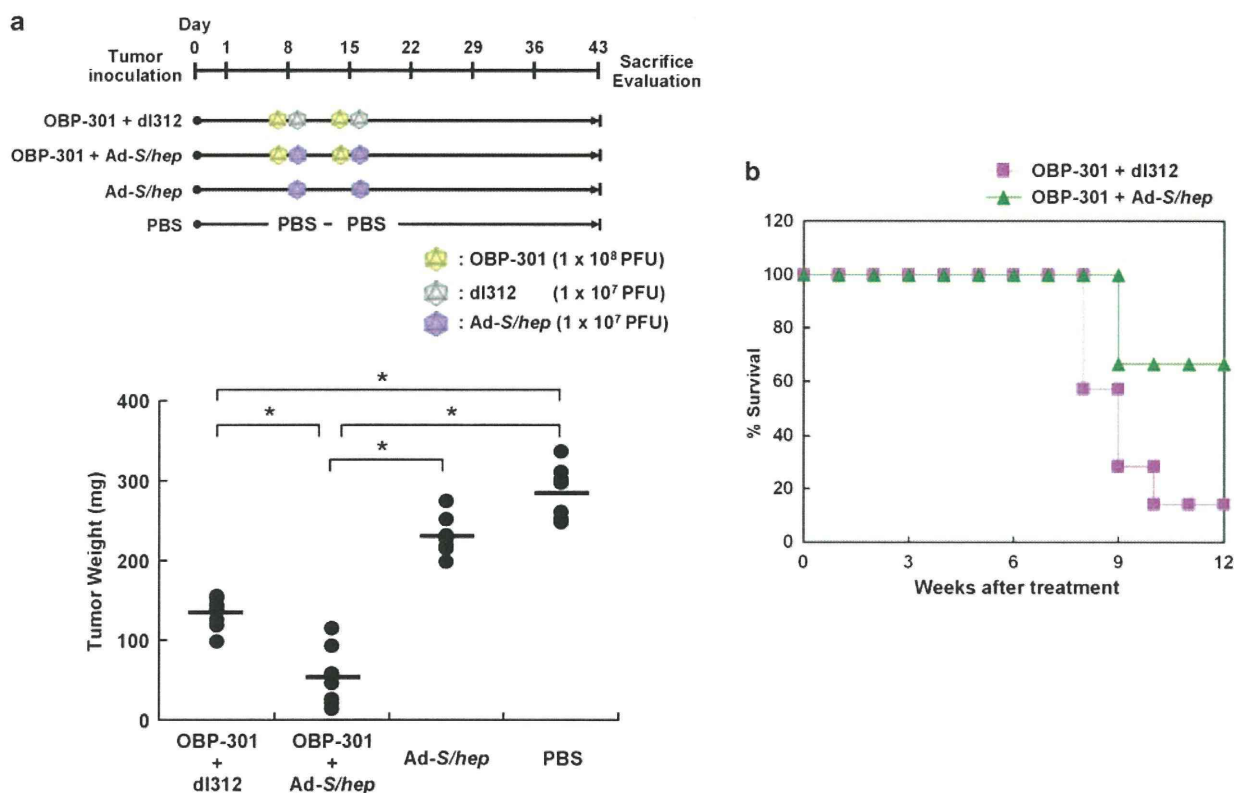 a
Day
0 1 8 15 22 29 36 43
Tumor
inoculation
Sacrifice
Evaluation
OBP-301 + dl312
OBP-301 + Ad-S/hep
Ad-S/hep
PBS
PBS – PBS
: OBP-301 (1 x 10⁸ PFU)
: dl312 (1 x 10⁷ PFU)
: Ad-S/hep (1 x 10⁷ PFU)
Tumor Weight (mg)
400
300
200
100
0
*
*
*
*
OBP-301
+
dl312
OBP-301
+
Ad-S/hep
Ad-S/hep
PBS
b
OBP-301 + dl312
OBP-301 + Ad-S/hep
% Survival
120
100
80
60
40
20
0
0 3 6 9 12
Weeks after treatment